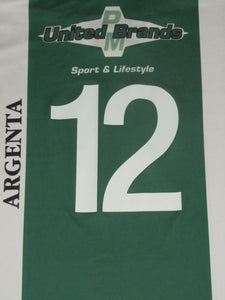 PM
United Brands
Sport & Lifestyle
12
ARGENTA